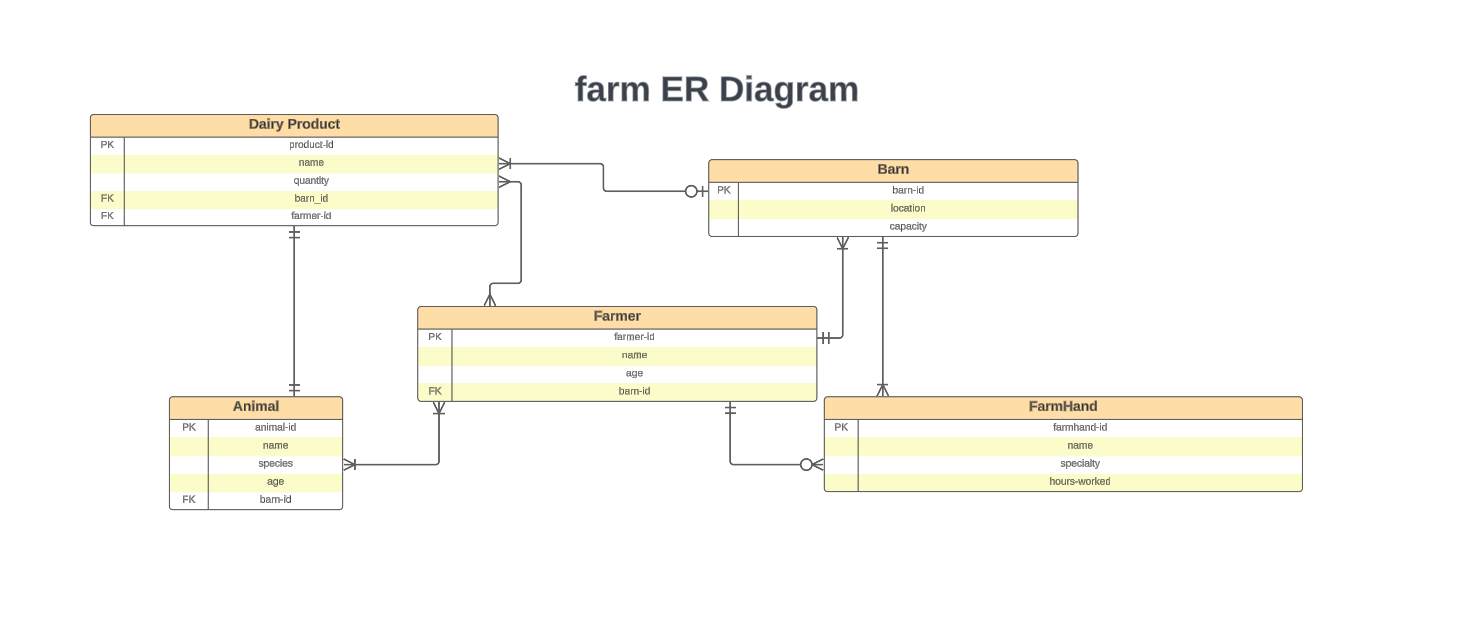 farm ER Diagram
Dairy Product
PK product-id
name
quantity
FK barn_id
FK farmer-id
Barn
PK barn-id
location
capacity
Farmer
PK farmer-id
name
age
FK barn-id
Animal
PK animal-id
name
species
age
FK barn-id
FarmHand
PK farmhand-id
name
specialty
hours-worked